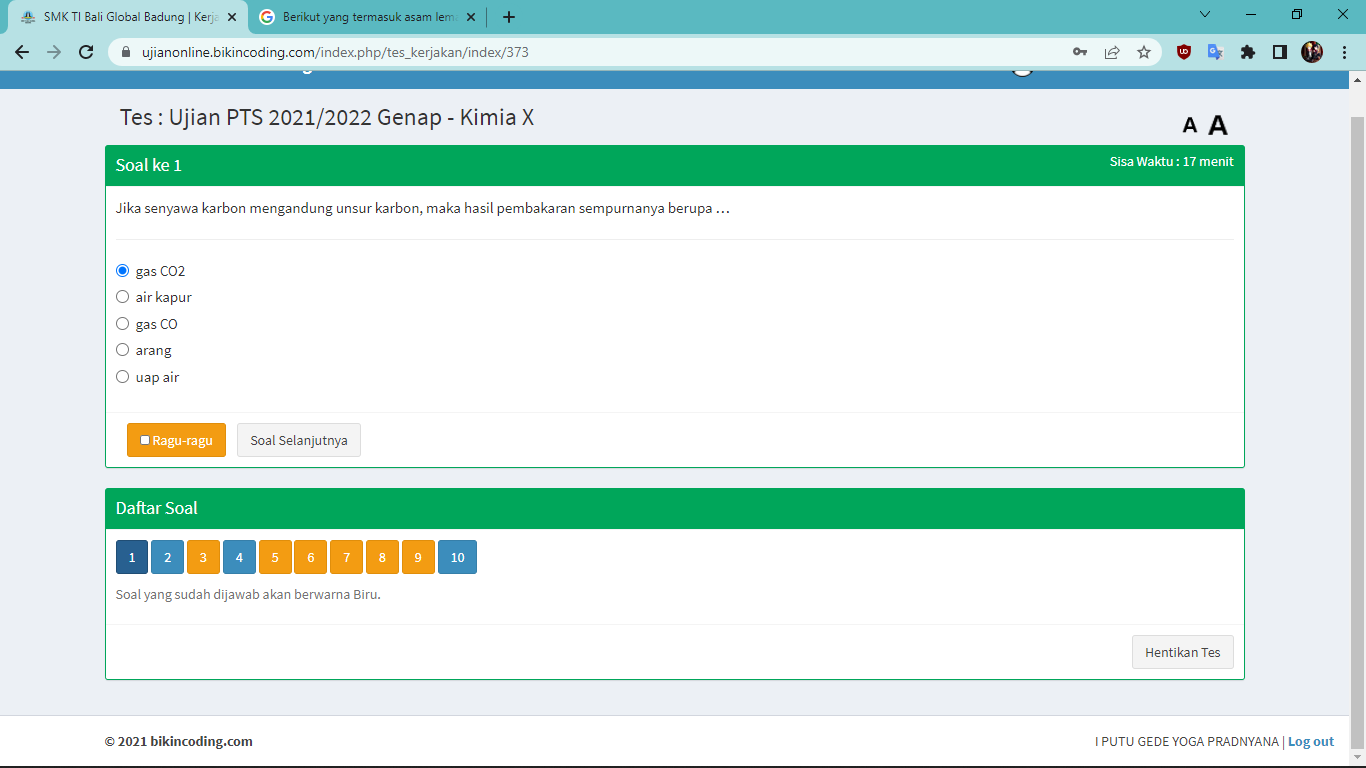 SMK TI Bali Global Badung | Kerja
Berikut yang termasuk asam lema
ujianonline.bikincoding.com/index.php/tes_kerjakan/index/373
Tes : Ujian PTS 2021/2022 Genap - Kimia X
A A
Soal ke 1
Sisa Waktu : 17 menit
Jika senyawa karbon mengandung unsur karbon, maka hasil pembakaran sempurnanya berupa …
gas CO2
air kapur
gas CO
arang
uap air
Ragu-ragu
Soal Selanjutnya
Daftar Soal
1 2 3 4 5 6 7 8 9 10
Soal yang sudah dijawab akan berwarna Biru.
Hentikan Tes
© 2021 bikincoding.com
I PUTU GEDE YOGA PRADNYANA | Log out